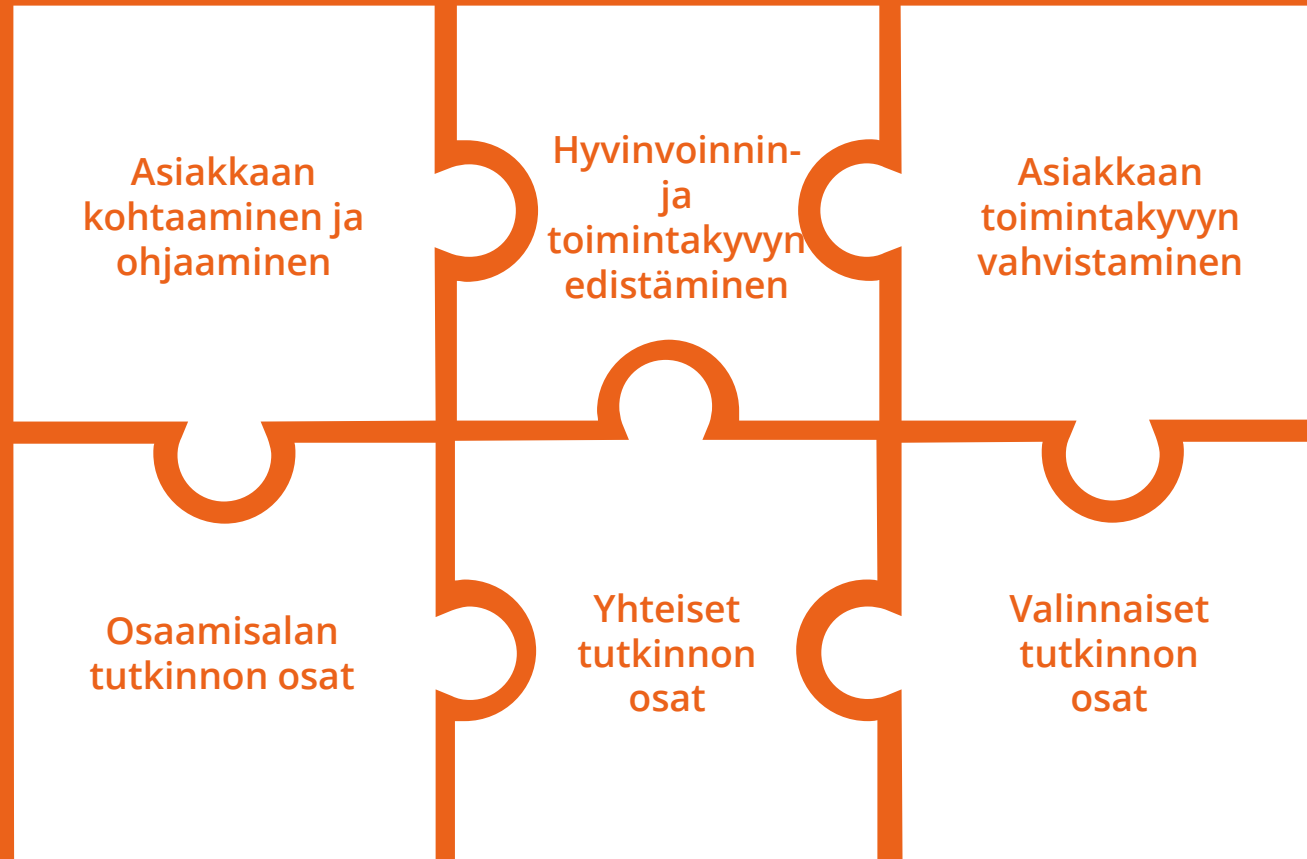 Asiakkaan
kohtaaminen ja
ohjaaminen
Hyvinvoinnin-
ja
toimintakyvyn
edistäminen
Asiakkaan
toimintakyvyn
vahvistaminen
Osaamisalan
tutkinnon osat
Yhteiset
tutkinnon
osat
Valinnaiset
tutkinnon
osat